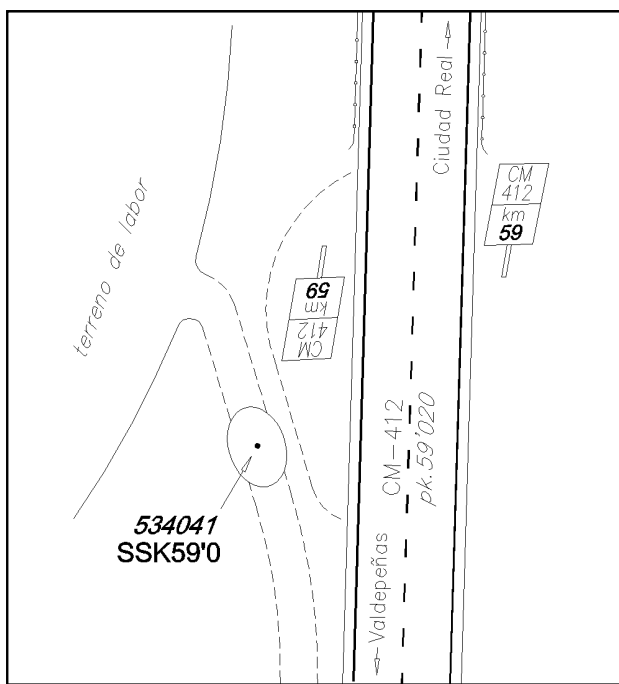 Ciudad Real
CM
412
km
59
terreno de labor
CM
412
km
59
CM-412
pk.59'020
534041
SSK59'0
Valdepeñas